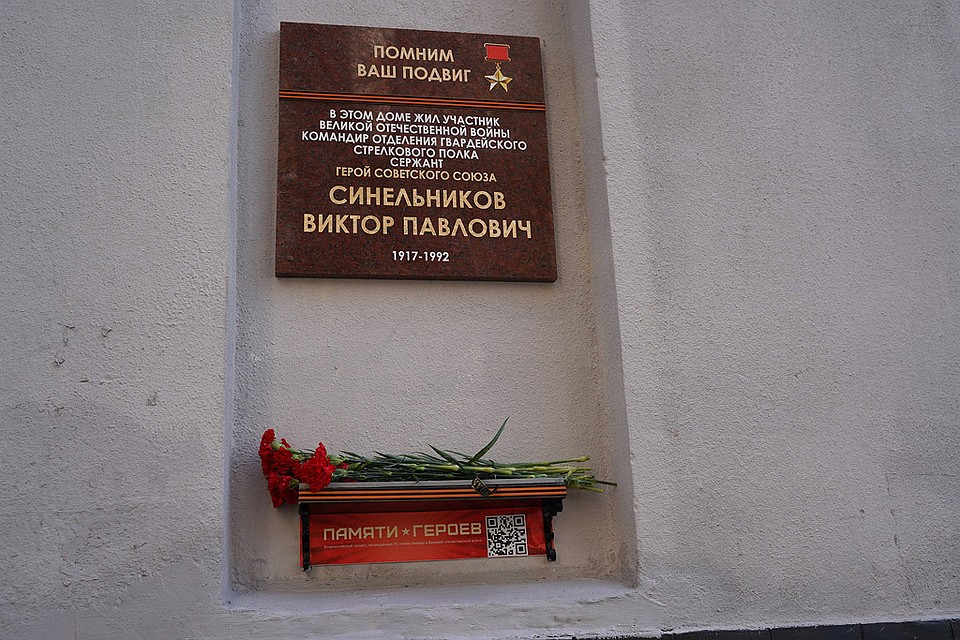 ПОМНИМ
ВАШ ПОДВИГ
В ЭТОМ ДОМЕ ЖИЛ УЧАСТНИК
ВЕЛИКОЙ ОТЕЧЕСТВЕННОЙ ВОЙНЫ
КОМАНДИР ОТДЕЛЕНИЯ ГВАРДЕЙСКОГО
СТРЕЛКОВОГО ПОЛКА
СЕРЖАНТ
ГЕРОЙ СОВЕТСКОГО СОЮЗА
СИНЕЛЬНИКОВ
ВИКТОР ПАВЛОВИЧ
1917-1992
ПАМЯТИ★ГЕРОЕВ